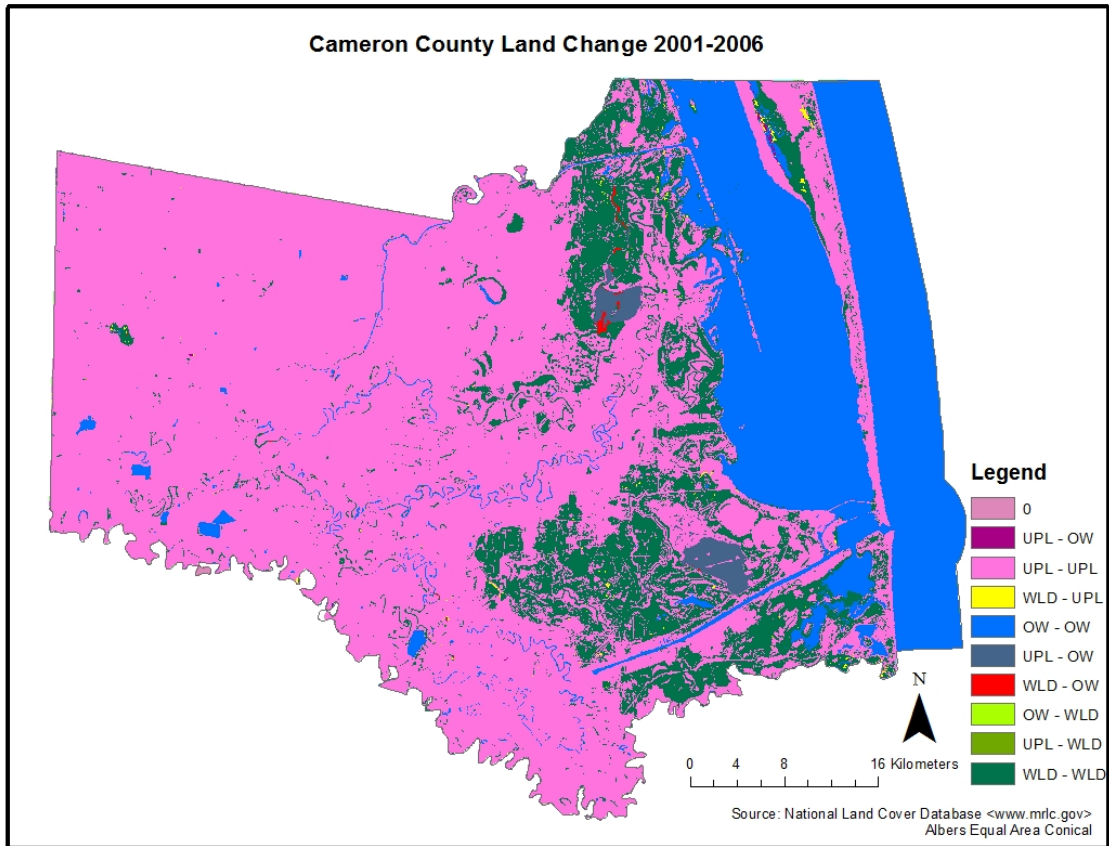 Cameron County Land Change 2001-2006
Legend
0
UPL - OW
UPL - UPL
WLD - UPL
OW - OW
UPL - OW
WLD - OW
OW - WLD
UPL - WLD
WLD - WLD
N
0 4 8 16 Kilometers
Source: National Land Cover Database <www.mrlc.gov>
Albers Equal Area Conical